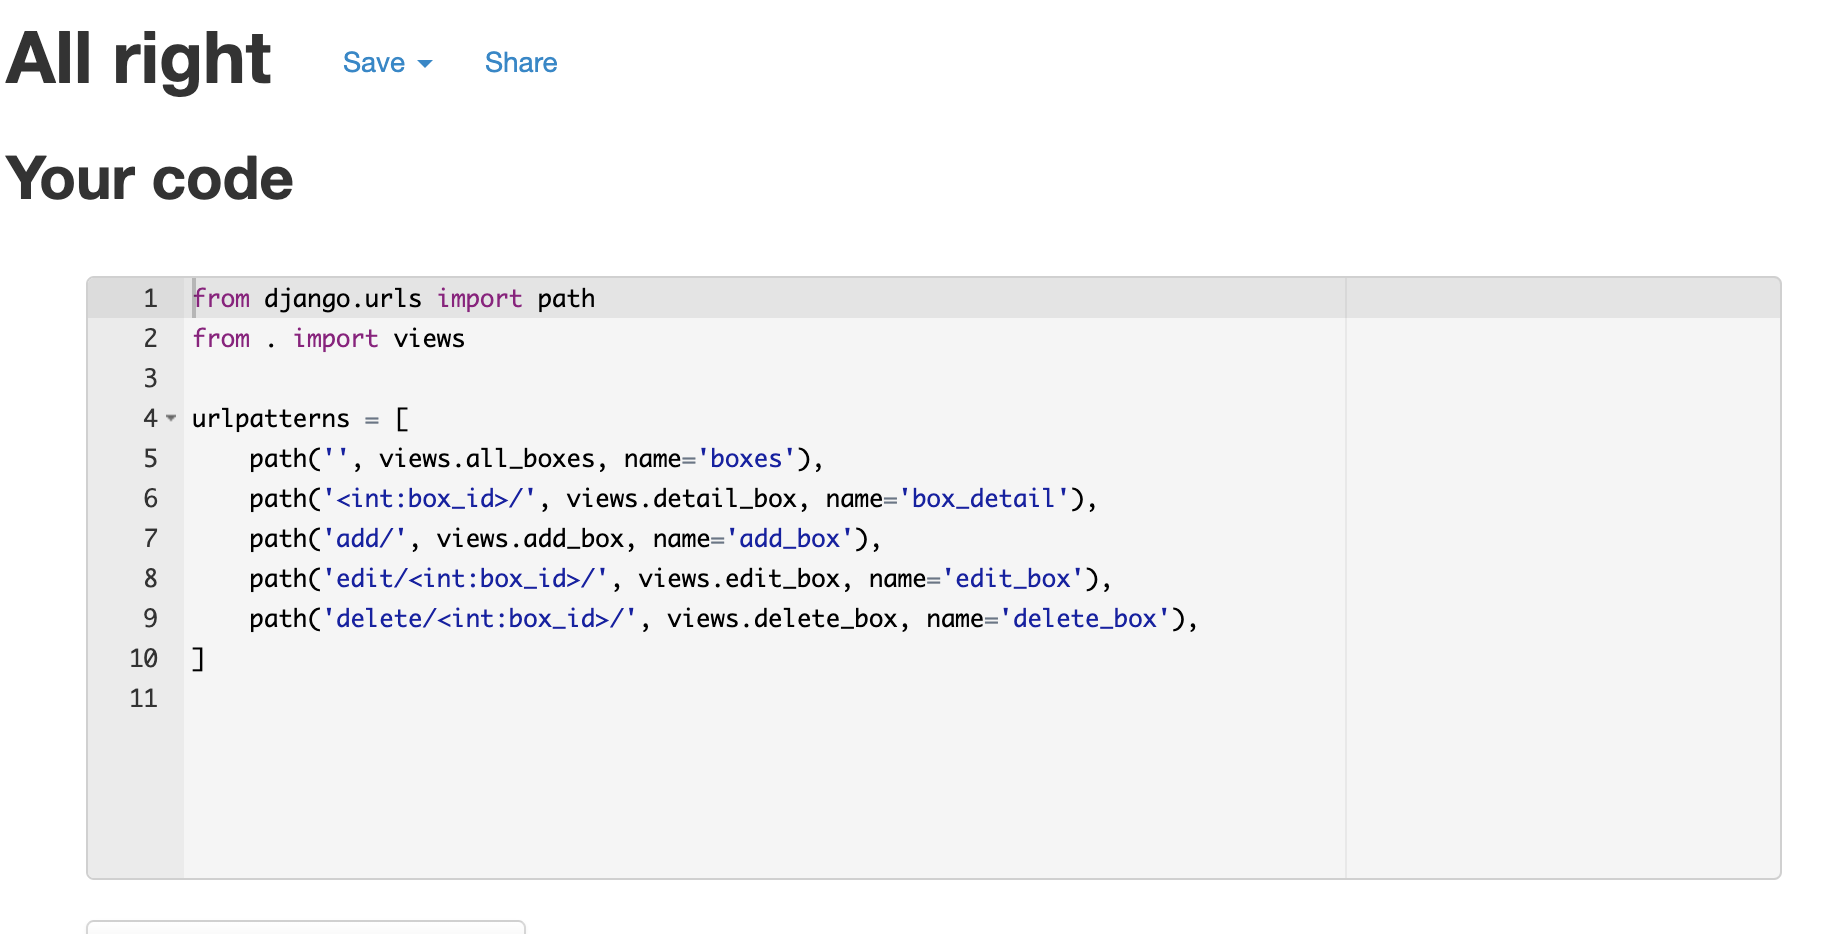 All right Save Share
Your code
1 from django.urls import path
2 from . import views
3
4 urlpatterns = [
5     path('', views.all_boxes, name='boxes'),
6     path('<int:box_id>/', views.detail_box, name='box_detail'),
7     path('add/', views.add_box, name='add_box'),
8     path('edit/<int:box_id>/', views.edit_box, name='edit_box'),
9     path('delete/<int:box_id>/', views.delete_box, name='delete_box'),
10 ]
11